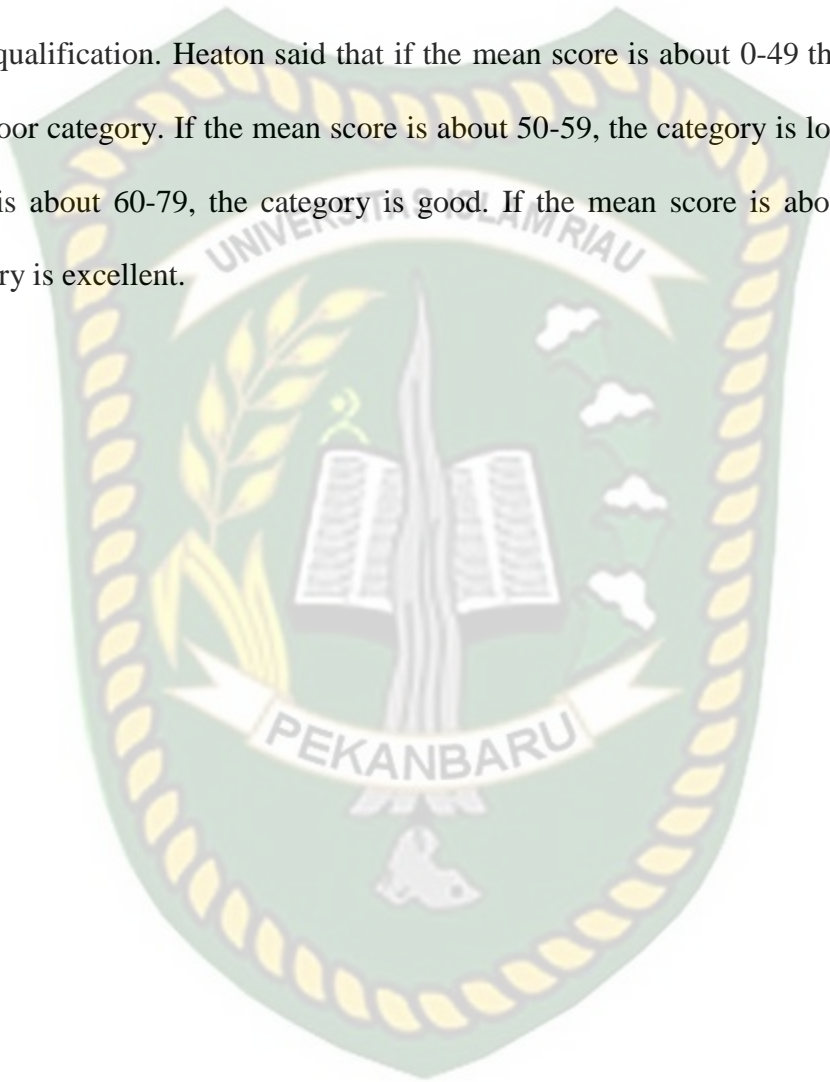 qualification. Heaton said that if the mean score is about 0-49 th
oor category. If the mean score is about 50-59, the category is lo
is about 60-79, the category is good. If the mean score is abo
ry is excellent.
UNIVERSITAS ISLAM RIAU
PEKANBARU